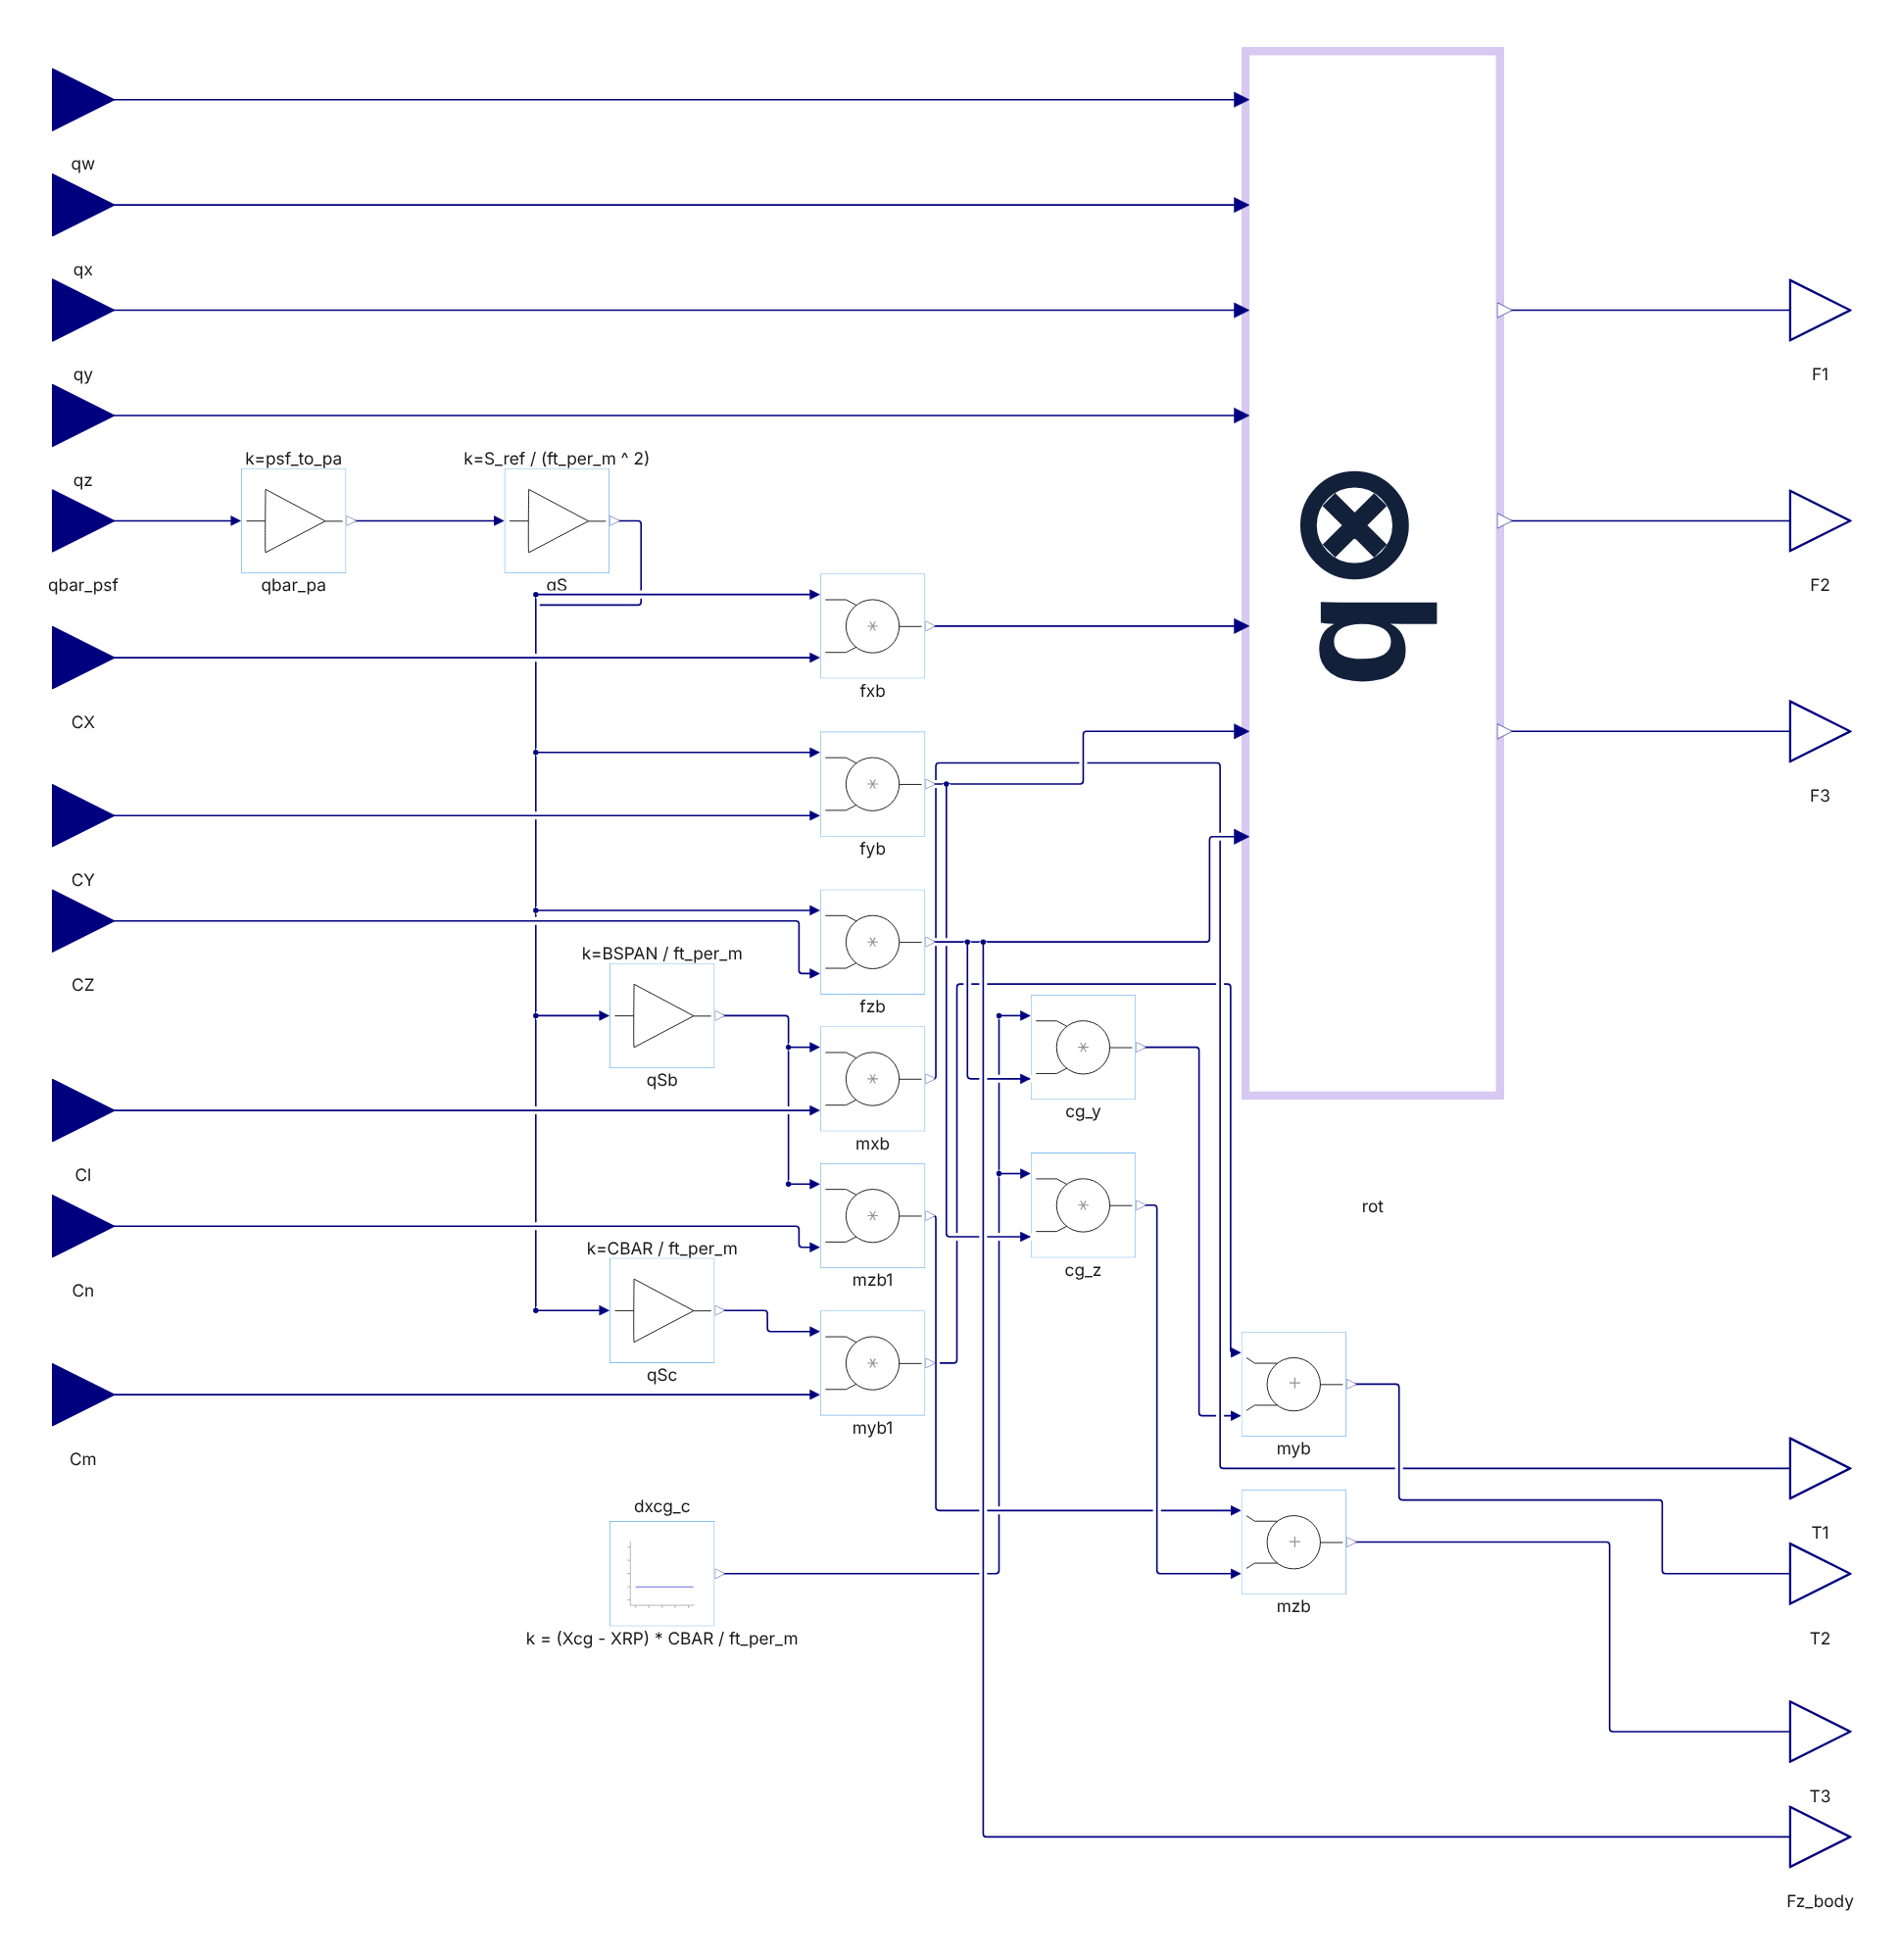 qw
qx
qy
k=psf_to_pa
k=S_ref / (ft_per_m ^ 2)
qz
qbar_psf
qbar_pa
qS
*
fxb
CX
*
fyb
CY
*
fzb
CZ
k=BSPAN / ft_per_m
qSb
*
mxb
Cl
*
mzb1
Cn
k=CBAR / ft_per_m
qSc
*
myb1
Cm
dxcg_c
k = (Xcg - XRP) * CBAR / ft_per_m
*
cg_y
*
cg_z
q
rot
+
myb
+
mzb
F1
F2
F3
T1
T2
T3
Fz_body